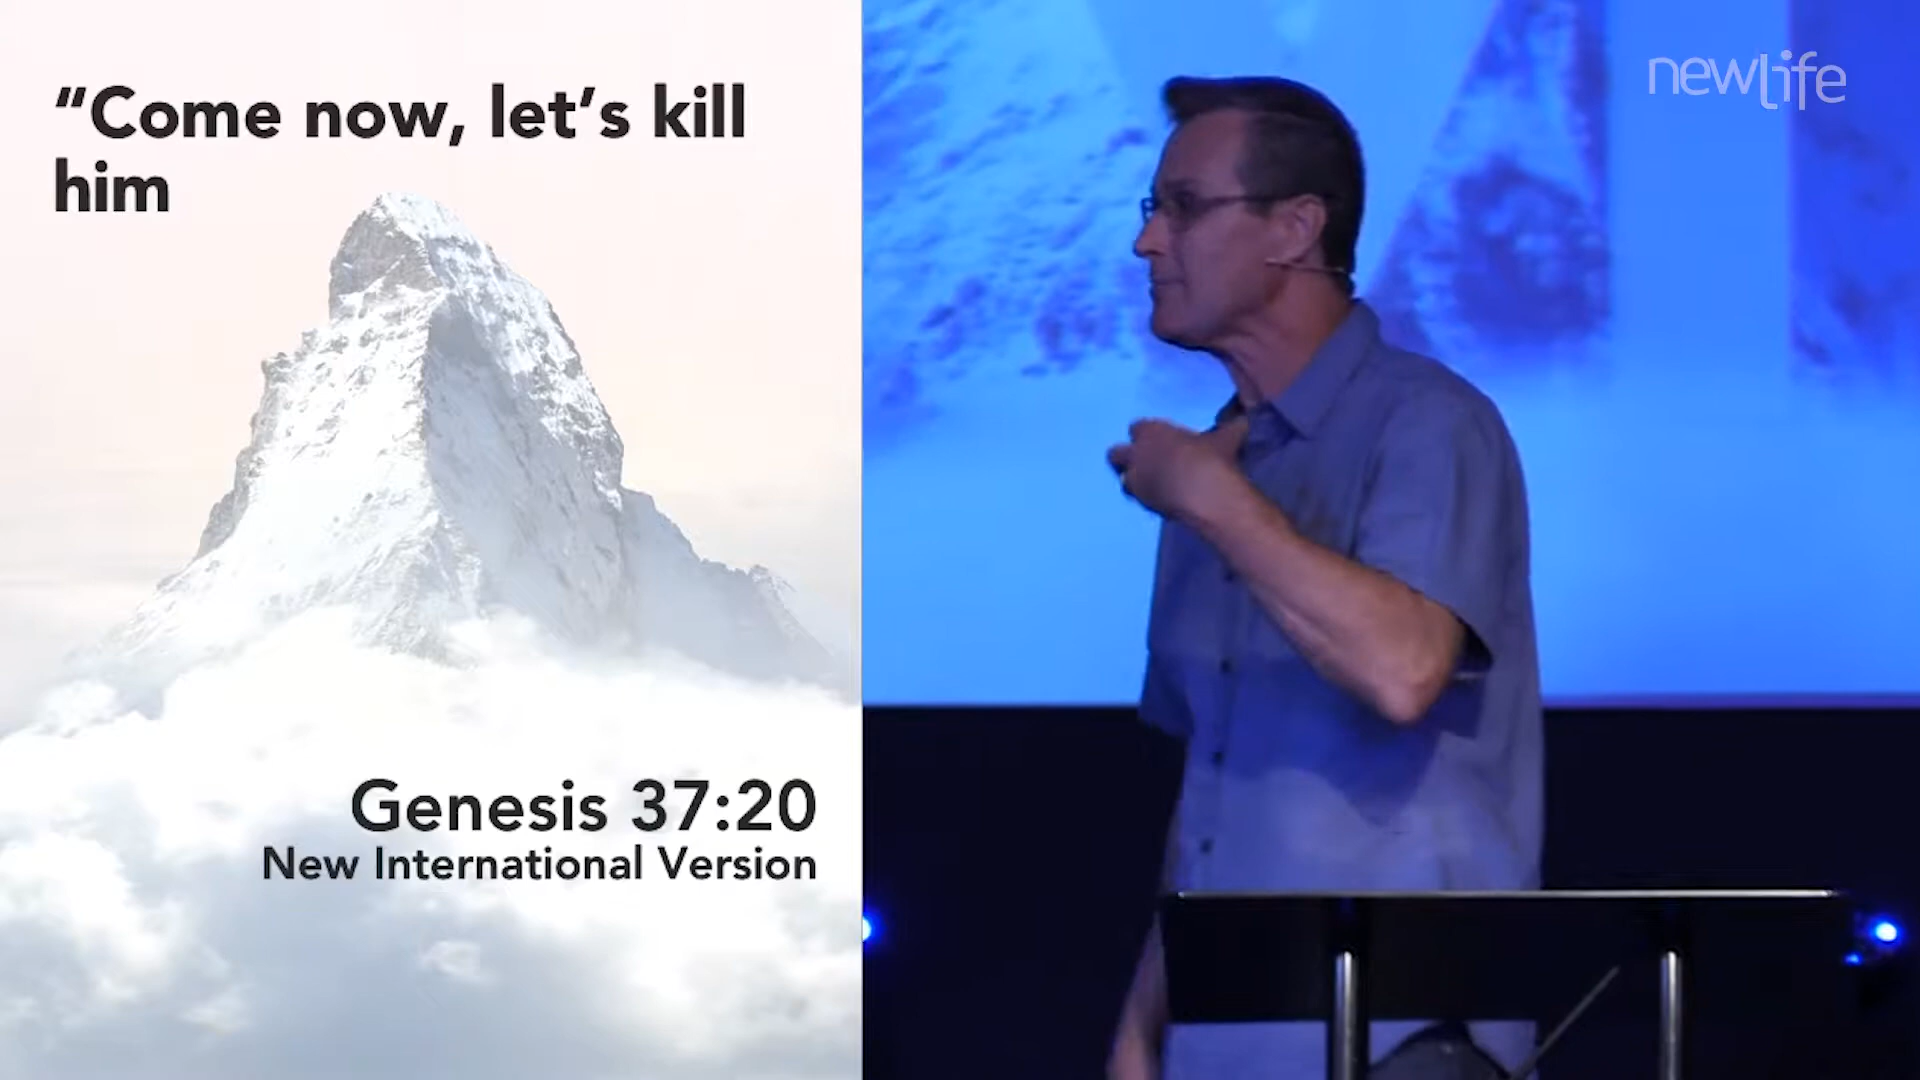 “Come now, let’s kill
him
Genesis 37:20
New International Version
newlife